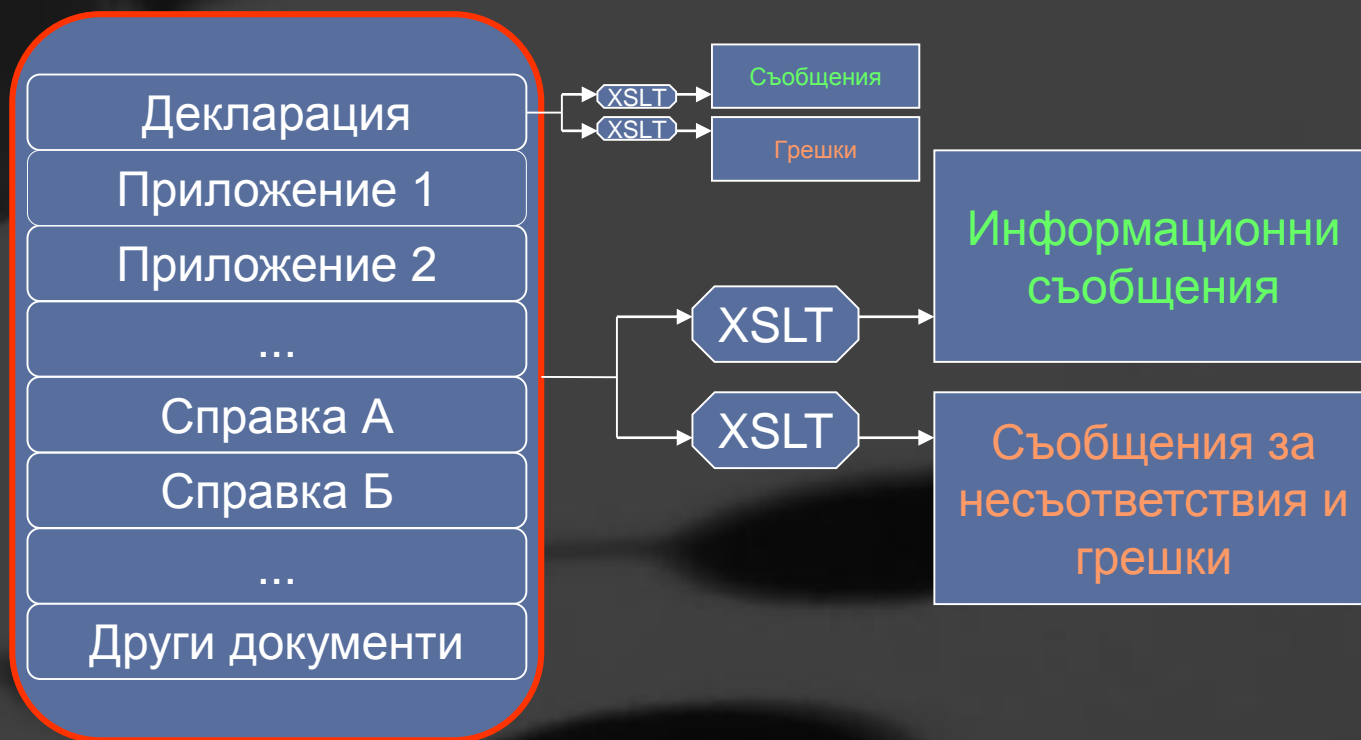 Декларация
Приложение 1
Приложение 2
...
Справка А
Справка Б
...
Други документи
XSLT
Съобщения
XSLT
Грешки
XSLT
Информационни
съобщения
XSLT
Съобщения за
несъответствия и
грешки